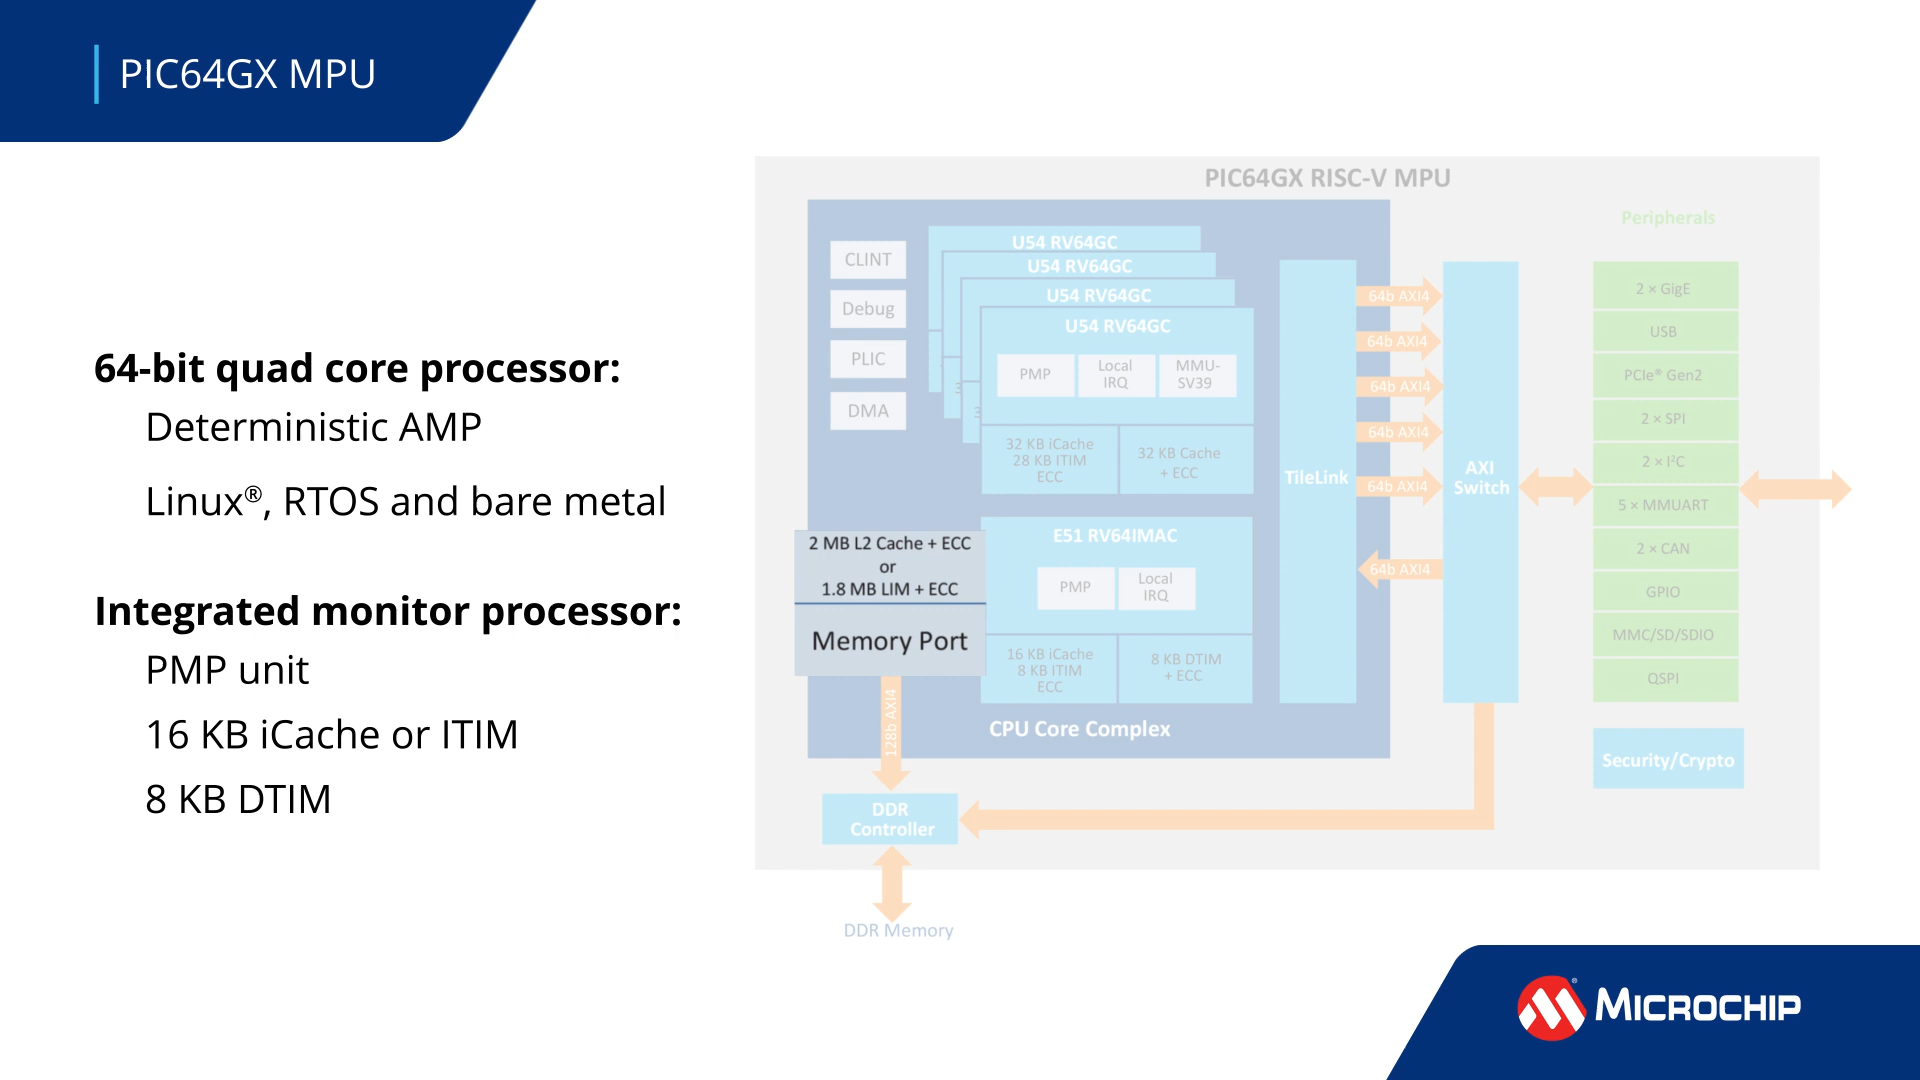 PIC64GX MPU
64-bit quad core processor:
Deterministic AMP
Linux®, RTOS and bare metal
Integrated monitor processor:
PMP unit
16 KB iCache or ITIM
8 KB DTIM
PIC64GX RISC-V MPU
CLINT
Debug
PLIC
DMA
U54 RV64GC
U54 RV64GC
U54 RV64GC
U54 RV64GC
PMP
Local
IRQ
MMU-
SV39
3
3
32 KB iCache
28 KB ITIM
ECC
32 KB Cache
+ ECC
2 MB L2 Cache + ECC
or
1.8 MB LIM + ECC
Memory Port
E51 RV64IMAC
PMP
Local
IRQ
16 KB iCache
8 KB ITIM
ECC
8 KB DTIM
+ ECC
CPU Core Complex
TileLink
64b AXI4
64b AXI4
64b AXI4
64b AXI4
64b AXI4
64b AXI4
AXI
Switch
Peripherals
2 × GigE
USB
PCIe® Gen2
2 × SPI
2 × I²C
5 × MMUART
2 × CAN
GPIO
MMC/SD/SDIO
QSPI
Security/Crypto
128b AXI4
DDR
Controller
DDR Memory
MICROCHIP